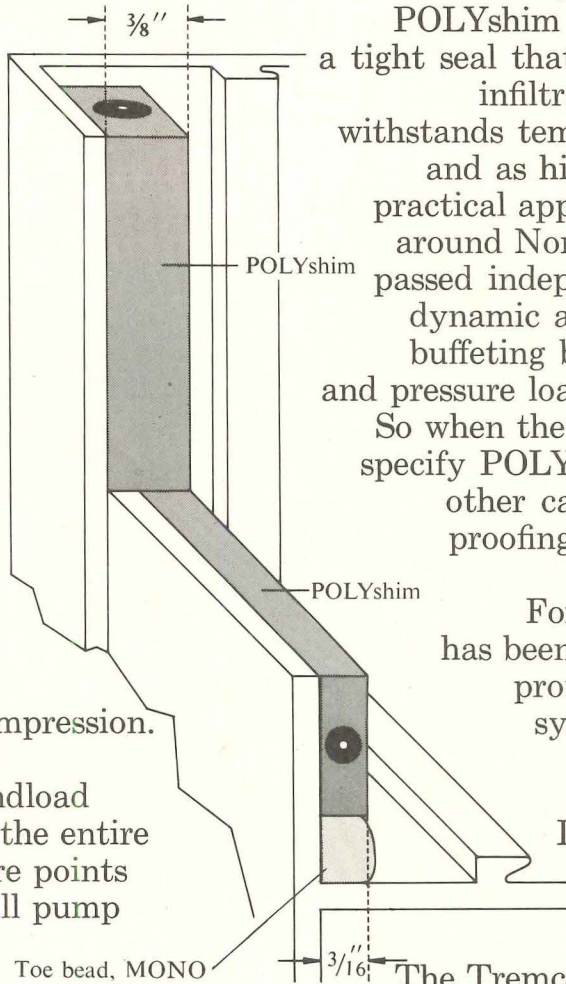 3/8"
POLYshim
a tight seal that
infiltr
withstands tem
and as hi
practical app
around Nor
POLYshim
passed indep
dynamic a
buffeting b
and pressure loa
So when the
specify POLY
other ca
proofing
POLYshim
For
has been
pro
sy
mpression.
ndload
the entire
re points
ll pump
Toe bead, MONO
3/16"
The Tremc